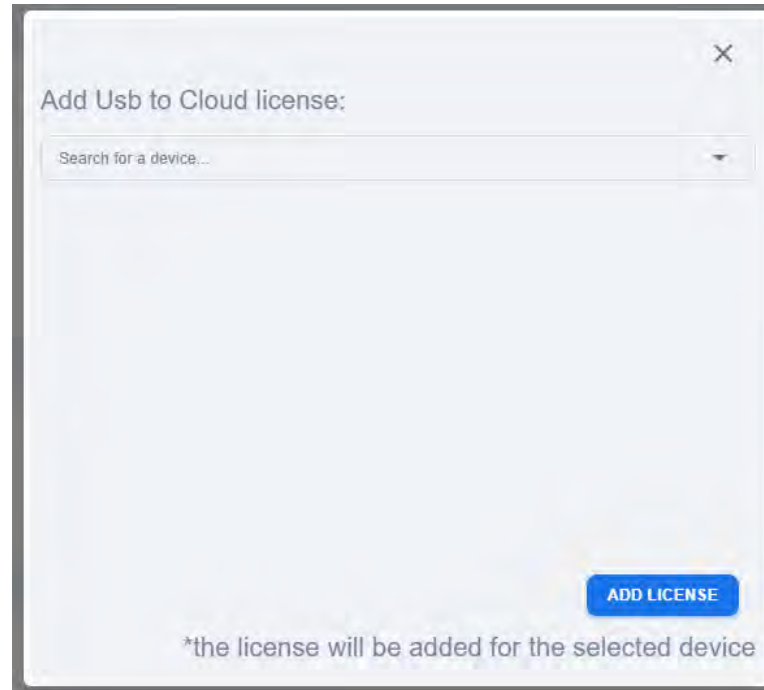 Add Usb to Cloud license:
Search for a device...
ADD LICENSE
*the license will be added for the selected device